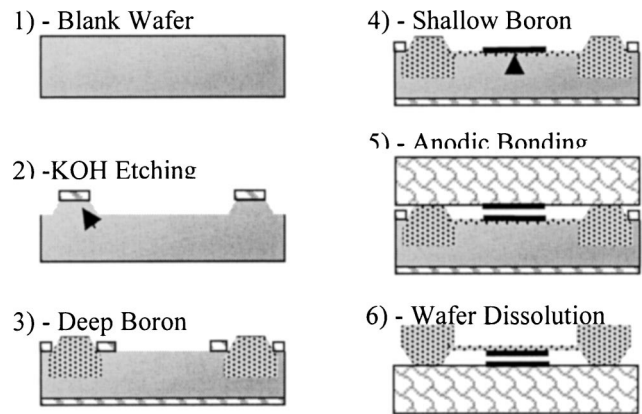 1) - Blank Wafer
2) -KOH Etching
3) - Deep Boron
4) - Shallow Boron
5) - Anodic Bonding
6) - Wafer Dissolution